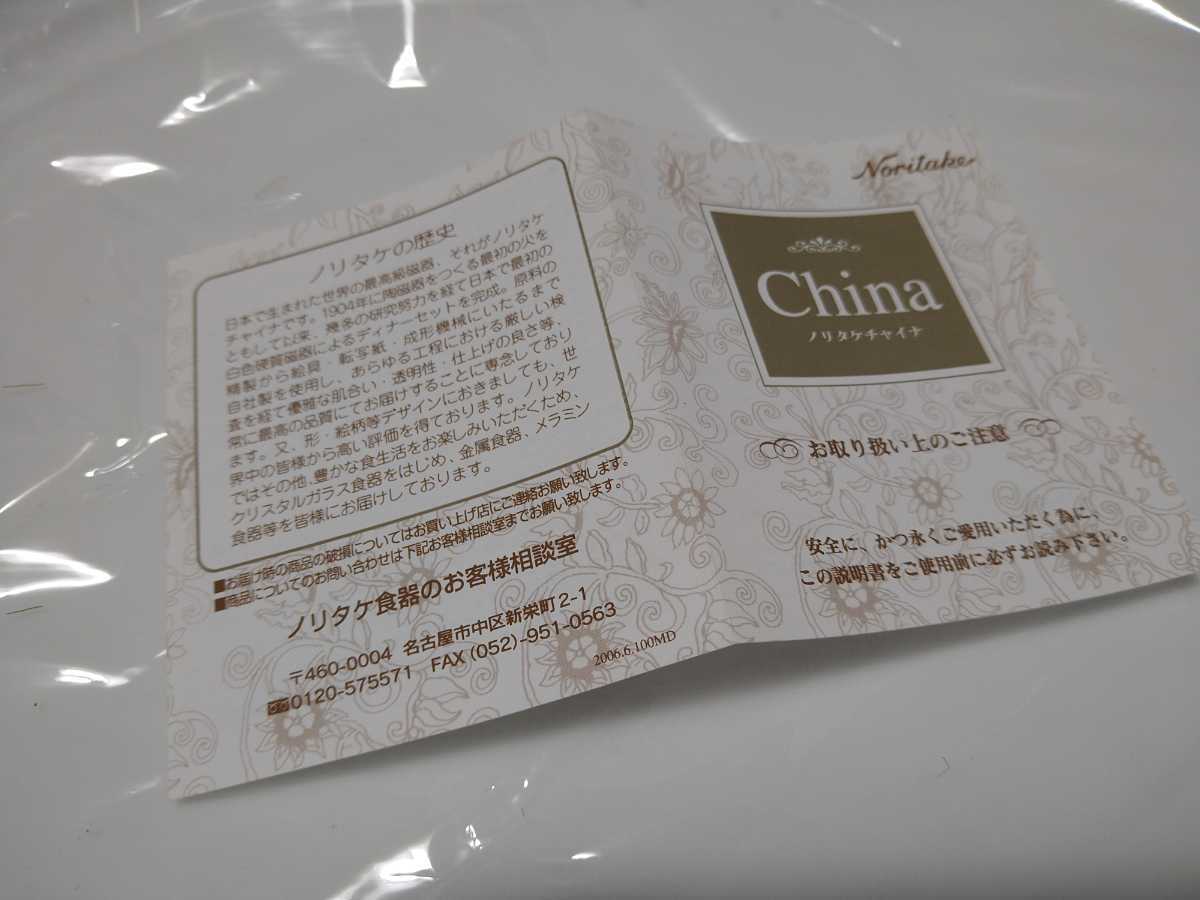 ノリタケの歴史
日本で生まれた世界の最高級磁器、それがノリタケ
チャイナです。1904年に陶磁器をつくる最初の火を
ともして以来、幾多の研究努力を経て日本で最初の
白色硬質磁器によるディナーセットを完成。原料の
精製から絵具・転写紙・成形機械にいたるまで
自社製を使用し、あらゆる工程における厳しい検
査を経て優雅な肌合い・透明性・仕上げの良さ等、
常に最高の品質にてお届けすることに専念しており
ます。又、形・絵柄等デザインにおきましても、世
界中の皆様から高い評価を得ております。ノリタケ
ではその他、豊かな食生活をお楽しみいただくため、
クリスタルガラス食器をはじめ、金属食器、メラミン
食器等を皆様にお届けしております。
■お届け時の商品の破損についてはお買い上げ店にご連絡お願い致します。
■商品についてのお問い合わせは下記お客様相談室までお願い致します。
ノリタケ食器のお客様相談室
〒460-0004 名古屋市中区新栄町2-1
0120-575571 FAX (052)-951-0563
2006.6.100MD
Noritake
China
ノリタケチャイナ
お取り扱い上のご注意
安全に、かつ永くご愛用いただく為に、
この説明書をご使用前に必ずお読み下さい。